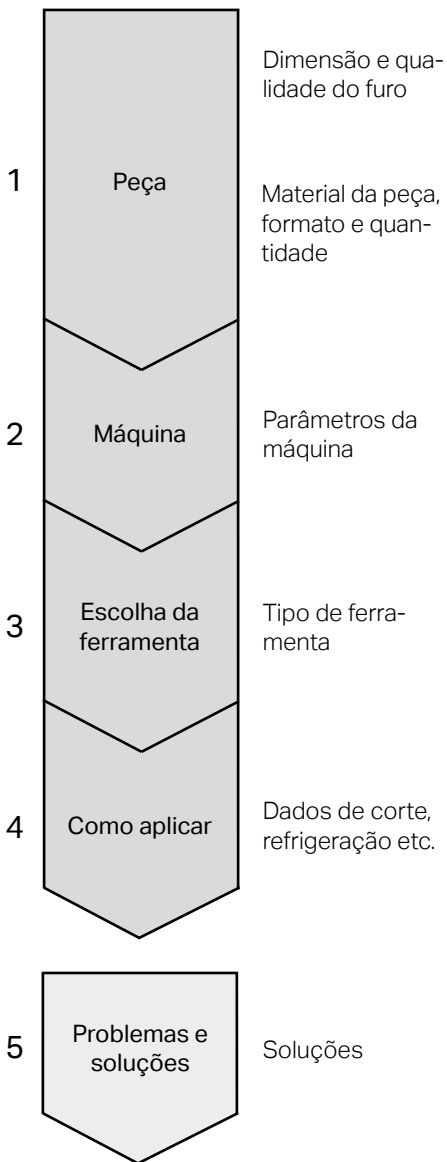 Dimensão e qua-
lidade do furo
1
Peça
Material da peça,
formato e quan-
tidade
2
Máquina
Parâmetros da
máquina
3
Escolha da
ferramenta
Tipo de ferra-
menta
4
Como aplicar
Dados de corte,
refrigeração etc.
5
Problemas e
soluções
Soluções